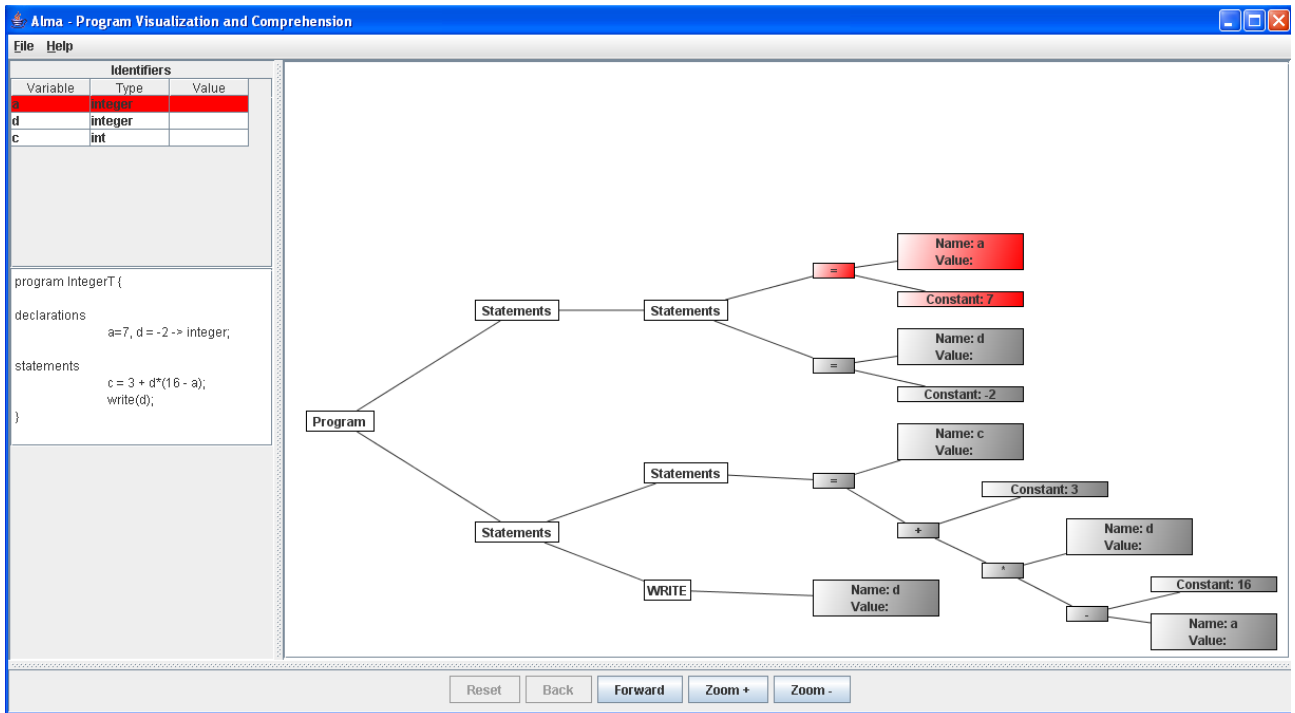 Alma - Program Visualization and Comprehension
File Help
Identifiers
Variable Type Value
a integer
d integer
c int
program IntegerT {
declarations
a=7, d = -2 -> integer;
statements
c = 3 + d*(16 - a);
write(d);
}
Program
Statements
Statements
=
Name: a
Value:
Constant: 7
=
Name: d
Value:
Constant: -2
Statements
Statements
=
Name: c
Value:
+
Constant: 3
*
Name: d
Value:
-
Constant: 16
Name: a
Value:
WRITE
Name: d
Value:
Reset Back Forward Zoom + Zoom -